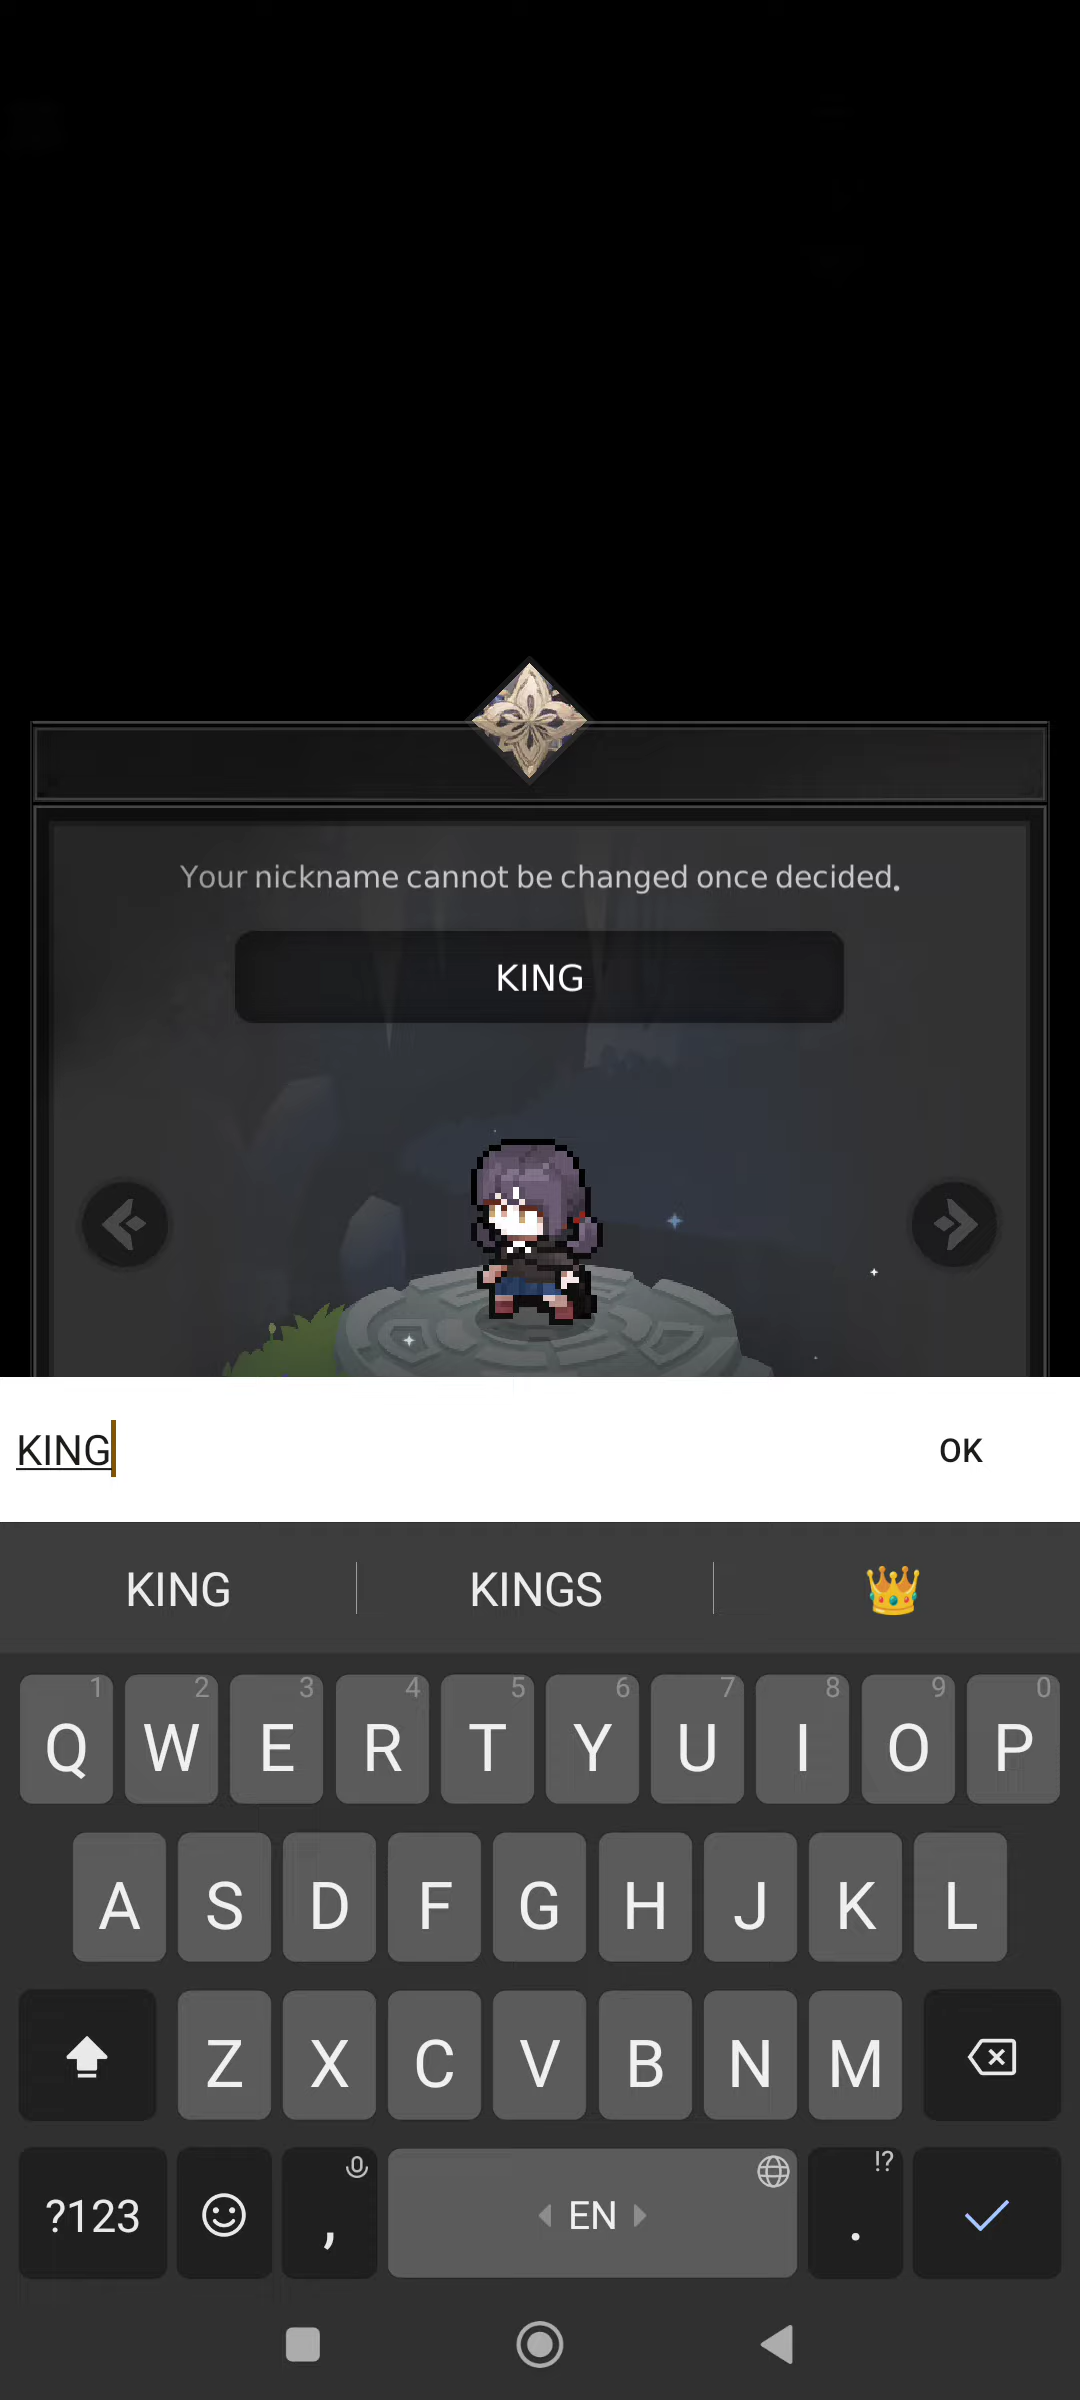 Your nickname cannot be changed once decided.
KING
KING OK
KING KINGS 👑
1 2 3 4 5 6 7 8 9 0
Q W E R T Y U I O P
A S D F G H J K L
Z X C V B N M
!?
?123 , EN .